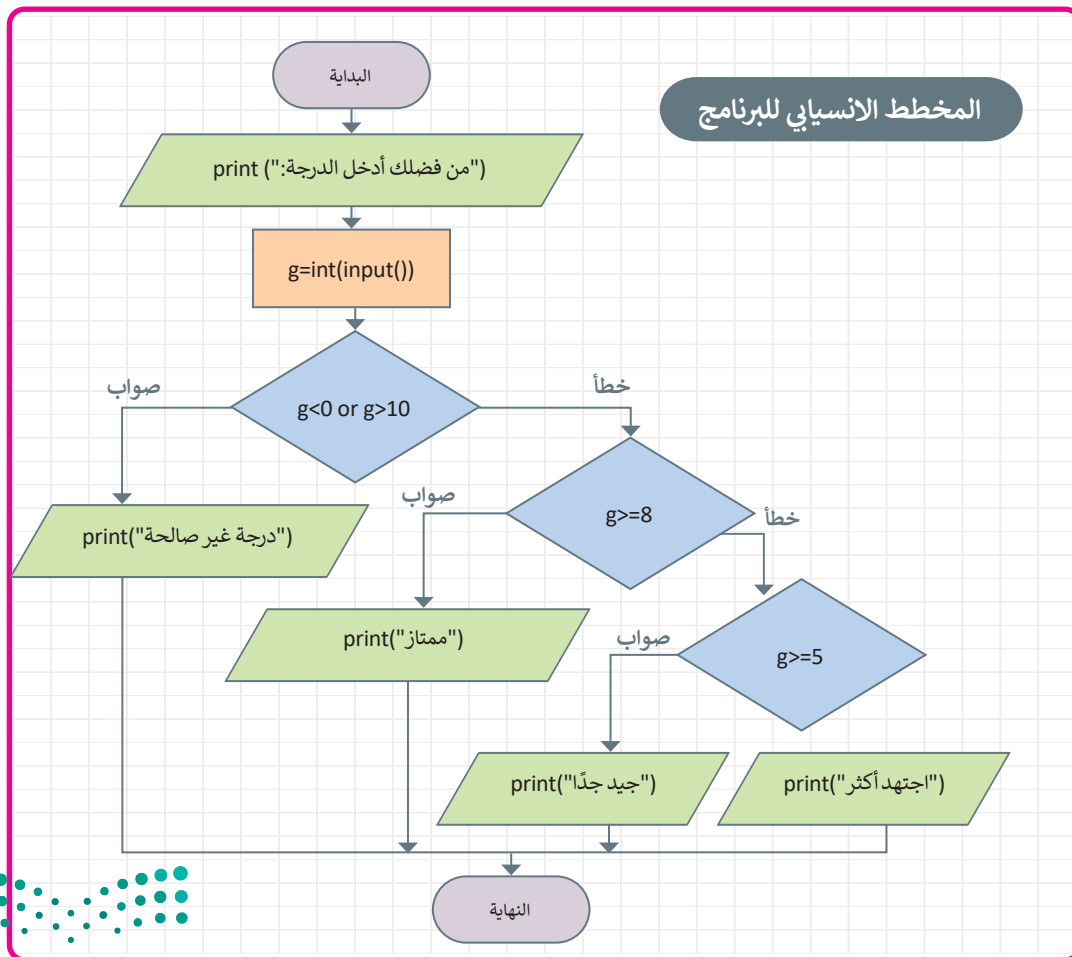 البداية
المخطط الانسيابي للبرنامج
print ("من فضلك أدخل الدرجة:")
g=int(input())
صواب
خطأ
g<0 or g>10
صواب
خطأ
g>=8
print("درجة غير صالحة")
print("ممتاز")
صواب
g>=5
print("جيد جدًا")
print("اجتهد أكثر")
النهاية